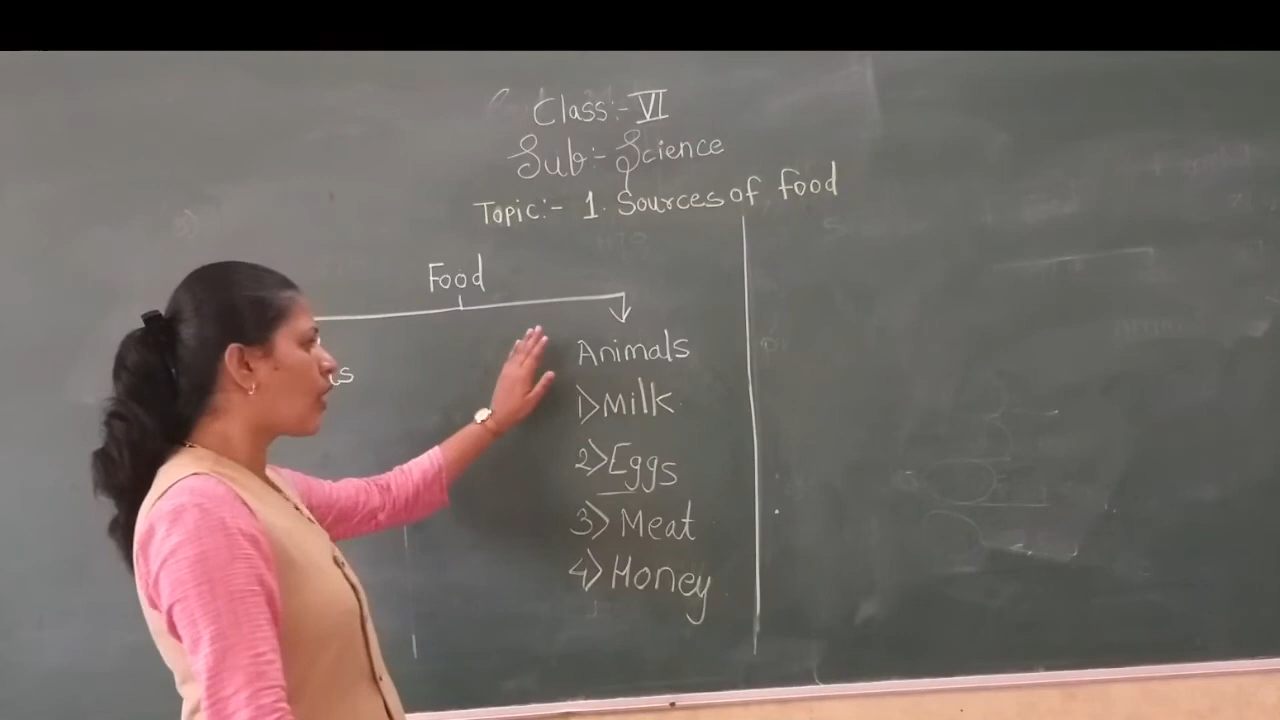 Class:- VI
Sub:- Science
Topic:- 1. Sources of food
Food
Animals
1) Milk
2) Eggs
3) Meat
4) Honey